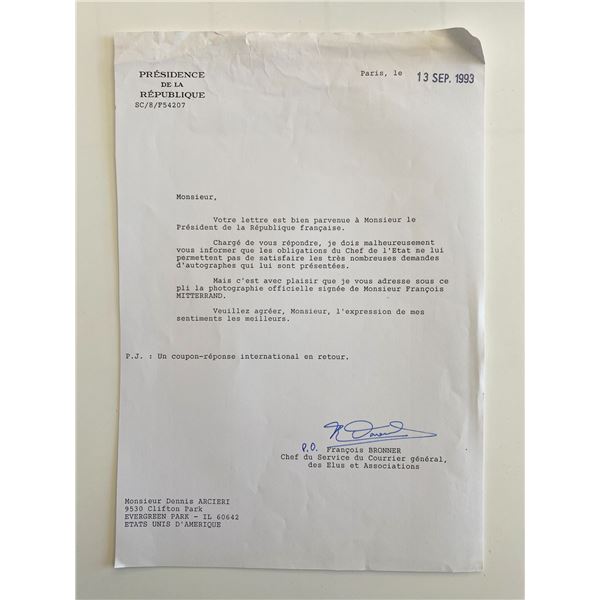 PRÉSIDENCE
DE LA
RÉPUBLIQUE
SC/8/F54207
Paris, le 13 SEP. 1993
Monsieur,
Votre lettre est bien parvenue à Monsieur le
Président de la République française.
Chargé de vous répondre, je dois malheureusement
vous informer que les obligations du Chef de l'Etat ne lui
permettent pas de satisfaire les très nombreuses demandes
d'autographes qui lui sont présentées.
Mais c'est avec plaisir que je vous adresse sous ce
pli la photographie officielle signée de Monsieur François
MITTERRAND.
Veuillez agréer, Monsieur, l'expression de mes
sentiments les meilleurs.
P.J. : Un coupon-réponse international en retour.
P.O. François BRONNER
Chef du Service du Courrier général,
des Elus et Associations
Monsieur Dennis ARCIERI
9530 Clifton Park
EVERGREEN PARK - IL 60642
ETATS UNIS D'AMERIQUE